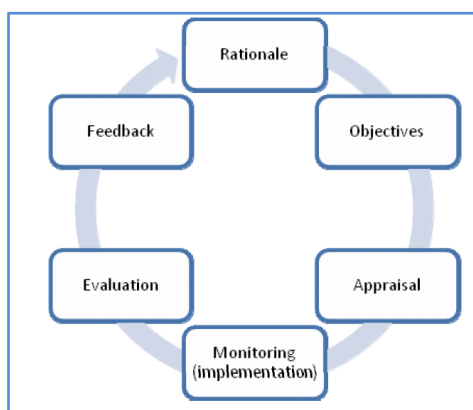 Rationale
Objectives
Appraisal
Monitoring
(implementation)
Evaluation
Feedback